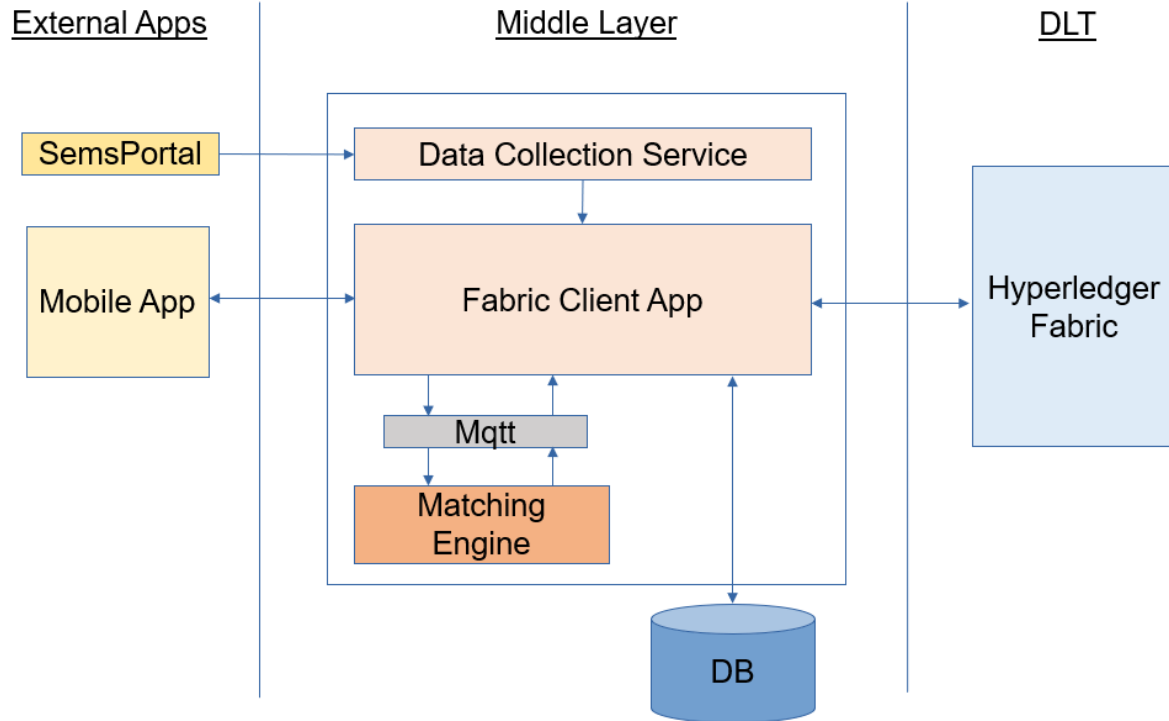 External Apps
Middle Layer
DLT
SemsPortal
Data Collection Service
Mobile App
Fabric Client App
Hyperledger
Fabric
Mqtt
Matching
Engine
DB